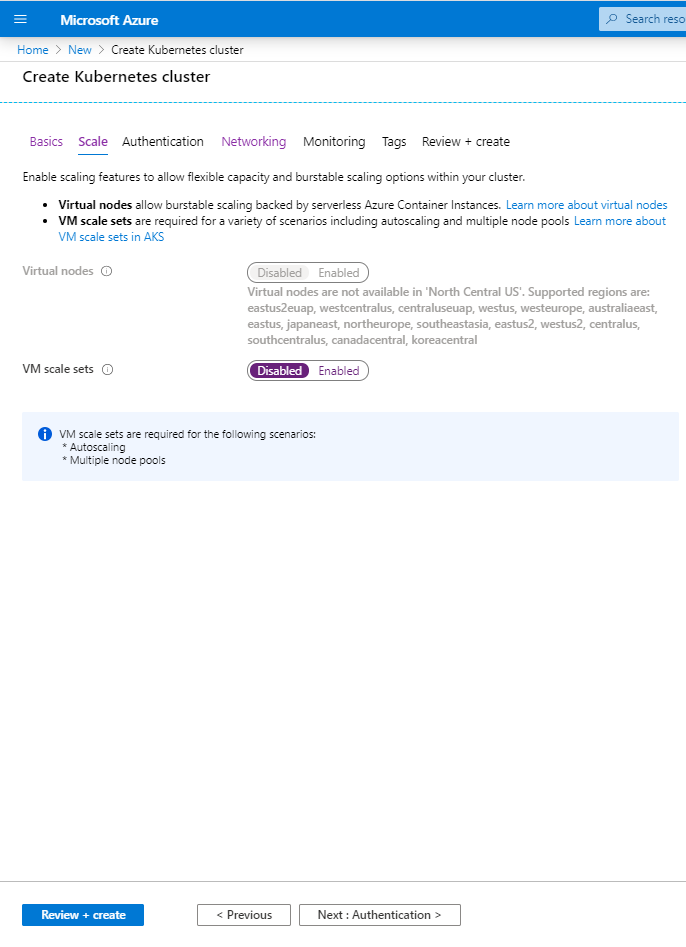 Microsoft Azure
Search reso
Home > New > Create Kubernetes cluster
Create Kubernetes cluster
Basics Scale Authentication Networking Monitoring Tags Review + create
Enable scaling features to allow flexible capacity and burstable scaling options within your cluster.
• Virtual nodes allow burstable scaling backed by serverless Azure Container Instances. Learn more about virtual nodes
• VM scale sets are required for a variety of scenarios including autoscaling and multiple node pools Learn more about
VM scale sets in AKS
Virtual nodes
Disabled Enabled
Virtual nodes are not available in 'North Central US'. Supported regions are:
eastus2euap, westcentralus, centraluseuap, westus, westeurope, australiaeast,
eastus, japaneast, northeurope, southeastasia, eastus2, westus2, centralus,
southcentralus, canadacentral, koreacentral
VM scale sets
Disabled Enabled
VM scale sets are required for the following scenarios:
* Autoscaling
* Multiple node pools
Review + create
< Previous
Next : Authentication >